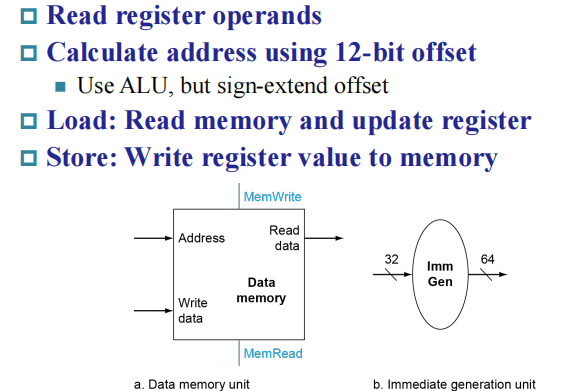 Read register operands
Calculate address using 12-bit offset
Use ALU, but sign-extend offset
Load: Read memory and update register
Store: Write register value to memory
MemWrite
Address
Read
data
Data
memory
Write
data
MemRead
32
Imm
Gen
64
a. Data memory unit
b. Immediate generation unit